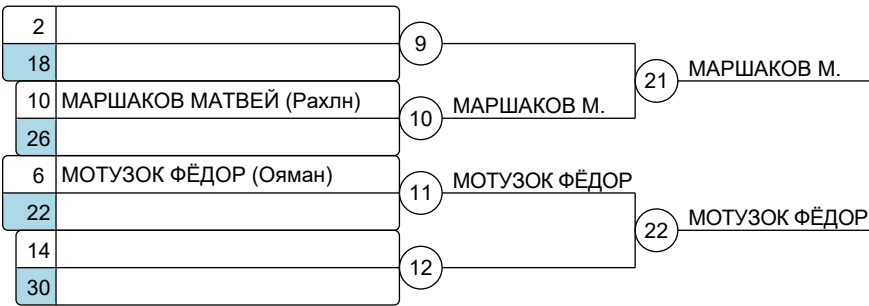 2
9
18
21 МАРШАКОВ М.
10 МАРШАКОВ МАТВЕЙ (Рахлн)
10 МАРШАКОВ М.
26
6 МОТУЗОК ФЁДОР (Ояман)
11 МОТУЗОК ФЁДОР
22
22 МОТУЗОК ФЁДОР
14
12
30